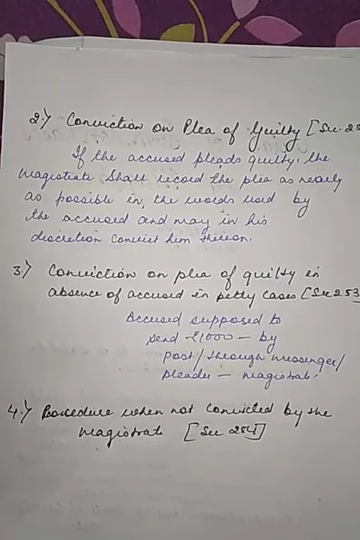 2.) Conviction on Plea of Guilty [Sec 25
If the accused pleads guilty, the
Magistrate shall record the plea as nearly
as possible in the words used by
the accused and may in his
discretion convict him thereon.
3.) Conviction on plea of guilty in
absence of accused in petty cases [Sec 253
Accused supposed to
send ₹1000 — by
post/through messenger/
pleader — magistrate.
4.) Procedure when not convicted by the
magistrate [Sec 254]